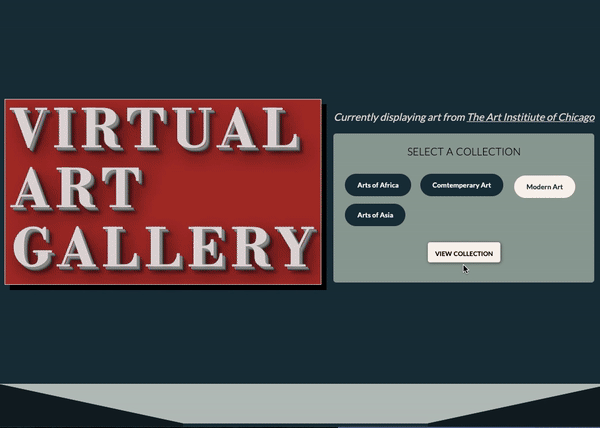 VIRTUAL
ART
GALLERY
Currently displaying art from The Art Institiute of Chicago
SELECT A COLLECTION
Arts of Africa
Comtemperary Art
Modern Art
Arts of Asia
VIEW COLLECTION